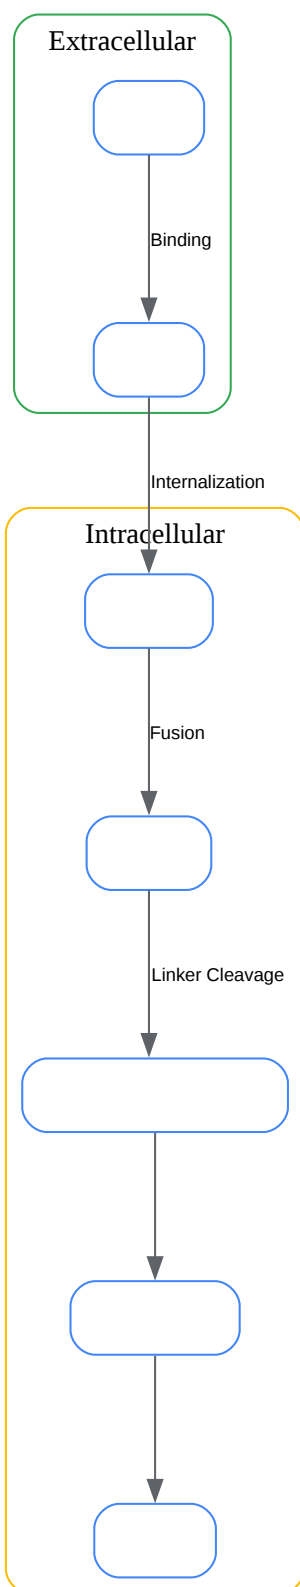 Extracellular
Binding
Internalization
Intracellular
Fusion
Linker Cleavage